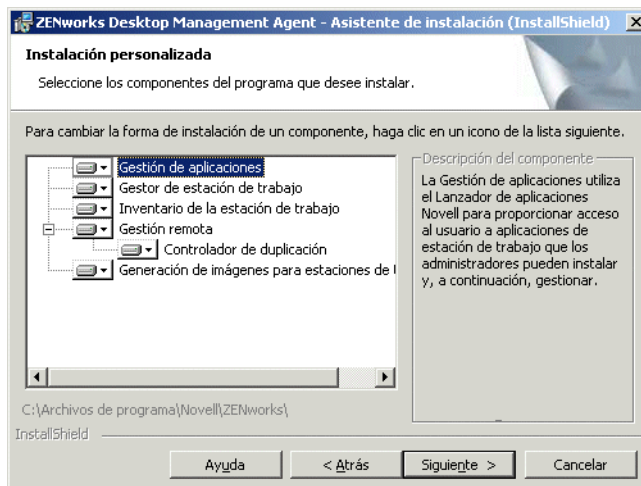 ZENworks Desktop Management Agent - Asistente de instalación (InstallShield)
Instalación personalizada
Seleccione los componentes del programa que desee instalar.
Para cambiar la forma de instalación de un componente, haga clic en un icono de la lista siguiente.
Gestión de aplicaciones
Gestor de estación de trabajo
Inventario de la estación de trabajo
Gestión remota
Controlador de duplicación
Generación de imágenes para estaciones de
Descripción del componente
La Gestión de aplicaciones utiliza
el Lanzador de aplicaciones
Novell para proporcionar acceso
al usuario a aplicaciones de
estación de trabajo que los
administradores pueden instalar
y, a continuación, gestionar.
C:\Archivos de programa\Novell\ZENworks\
InstallShield
Ayuda
< Atrás
Siguiente >
Cancelar